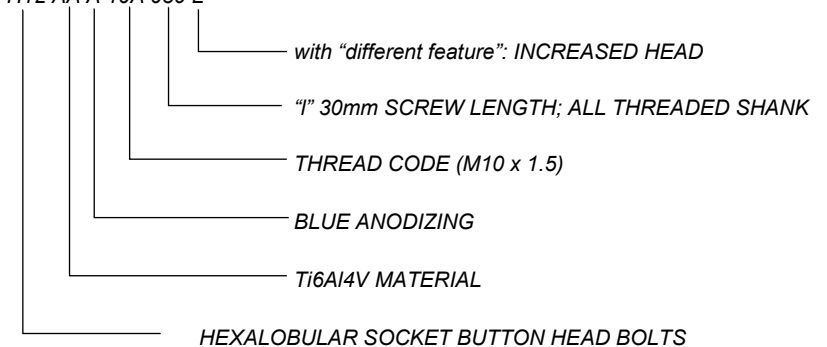 with “different feature”: INCREASED HEAD
“l” 30mm SCREW LENGTH; ALL THREADED SHANK
THREAD CODE (M10 x 1.5)
BLUE ANODIZING
Ti6Al4V MATERIAL
HEXALOBULAR SOCKET BUTTON HEAD BOLTS